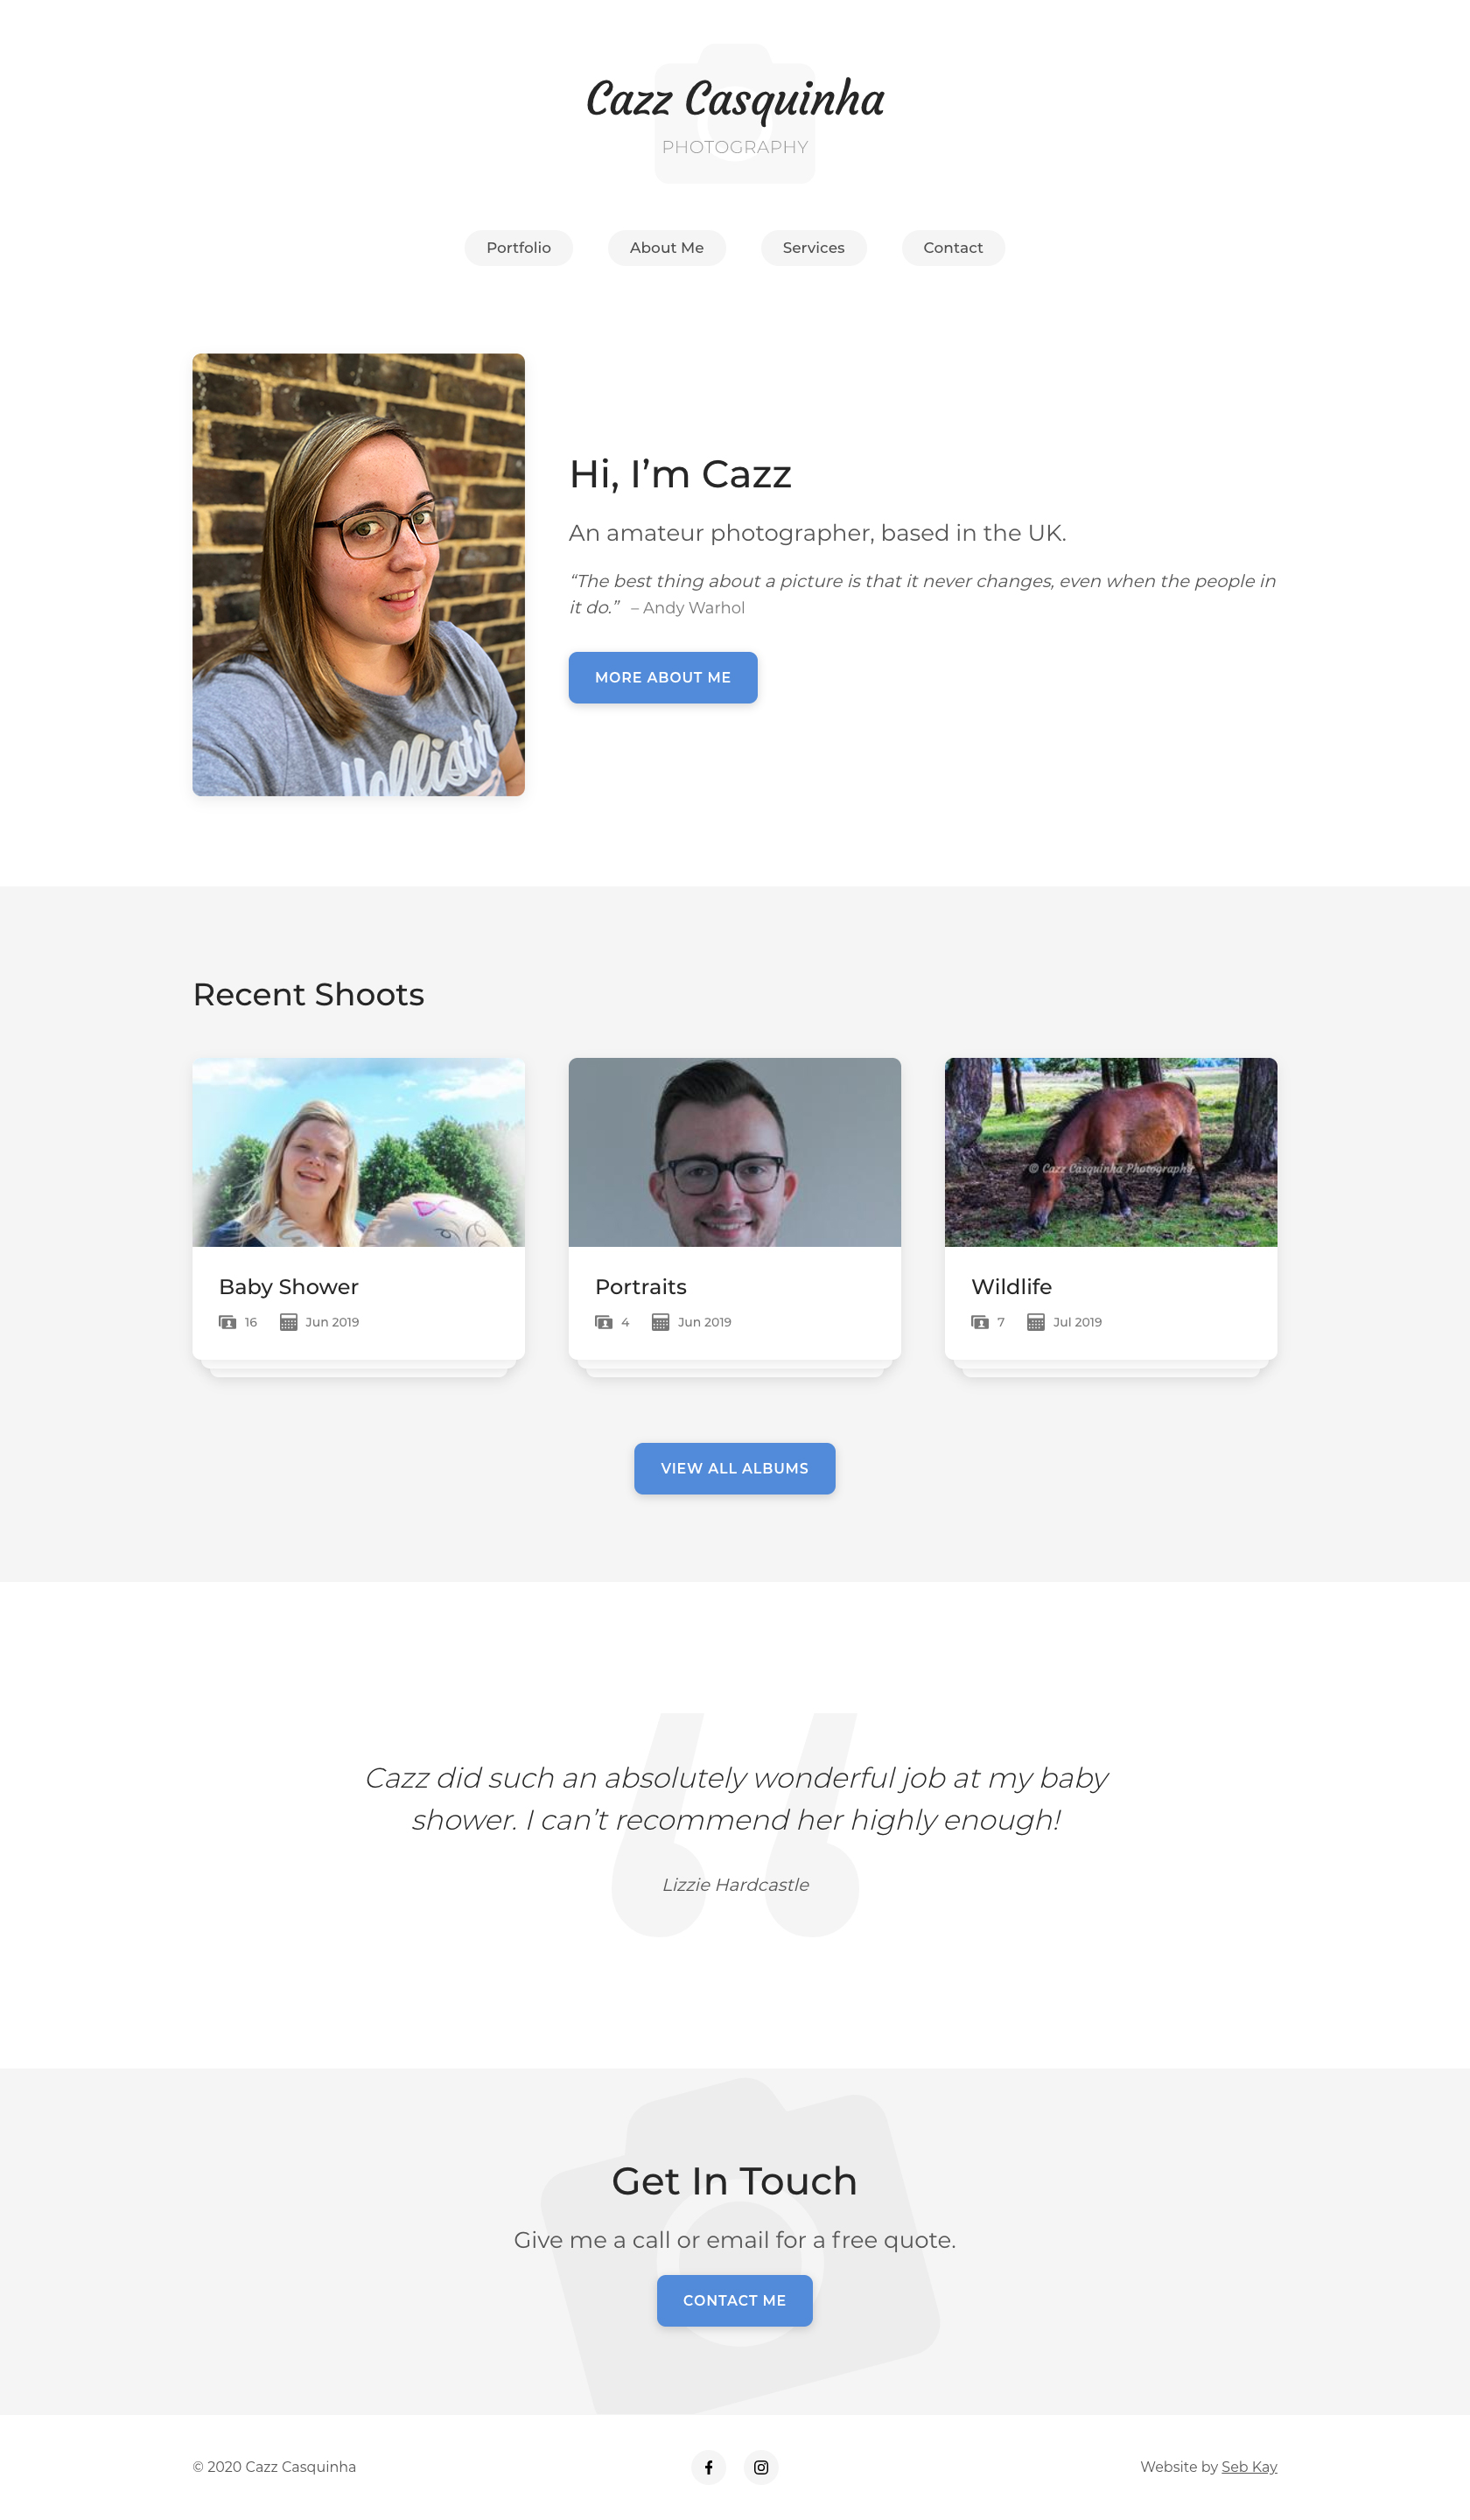 Cazz Casquinha
PHOTOGRAPHY
Portfolio
About Me
Services
Contact
Hi, I’m Cazz
An amateur photographer, based in the UK.
“The best thing about a picture is that it never changes, even when the people in
it do.” – Andy Warhol
MORE ABOUT ME
Recent Shoots
© Cazz Casquinha Photography
Baby Shower
16 Jun 2019
Portraits
4 Jun 2019
Wildlife
7 Jul 2019
VIEW ALL ALBUMS
Cazz did such an absolutely wonderful job at my baby
shower. I can’t recommend her highly enough!
Lizzie Hardcastle
Get In Touch
Give me a call or email for a free quote.
CONTACT ME
© 2020 Cazz Casquinha
Website by Seb Kay